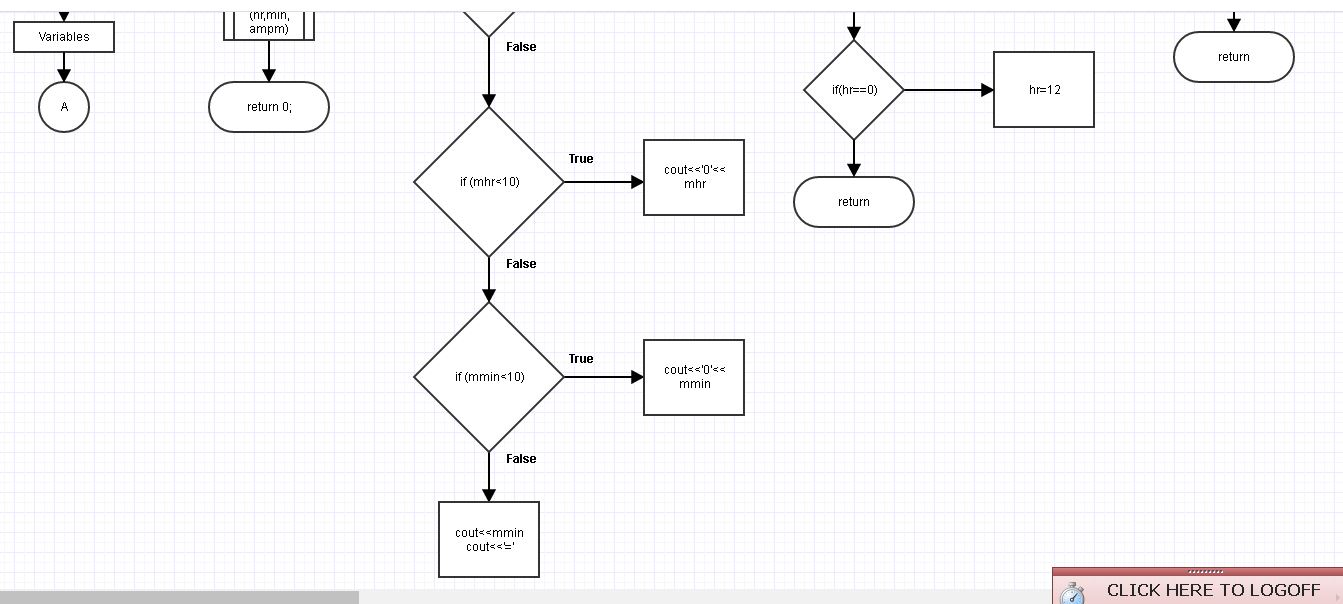 Variables
A
(hr,min,
ampm)
return 0;
False
if (mhr<10)
True
cout<<'0'<<
mhr
False
if (mmin<10)
True
cout<<'0'<<
mmin
False
cout<<mmin
cout<<'='
if(hr==0)
hr=12
return
return
CLICK HERE TO LOGOFF